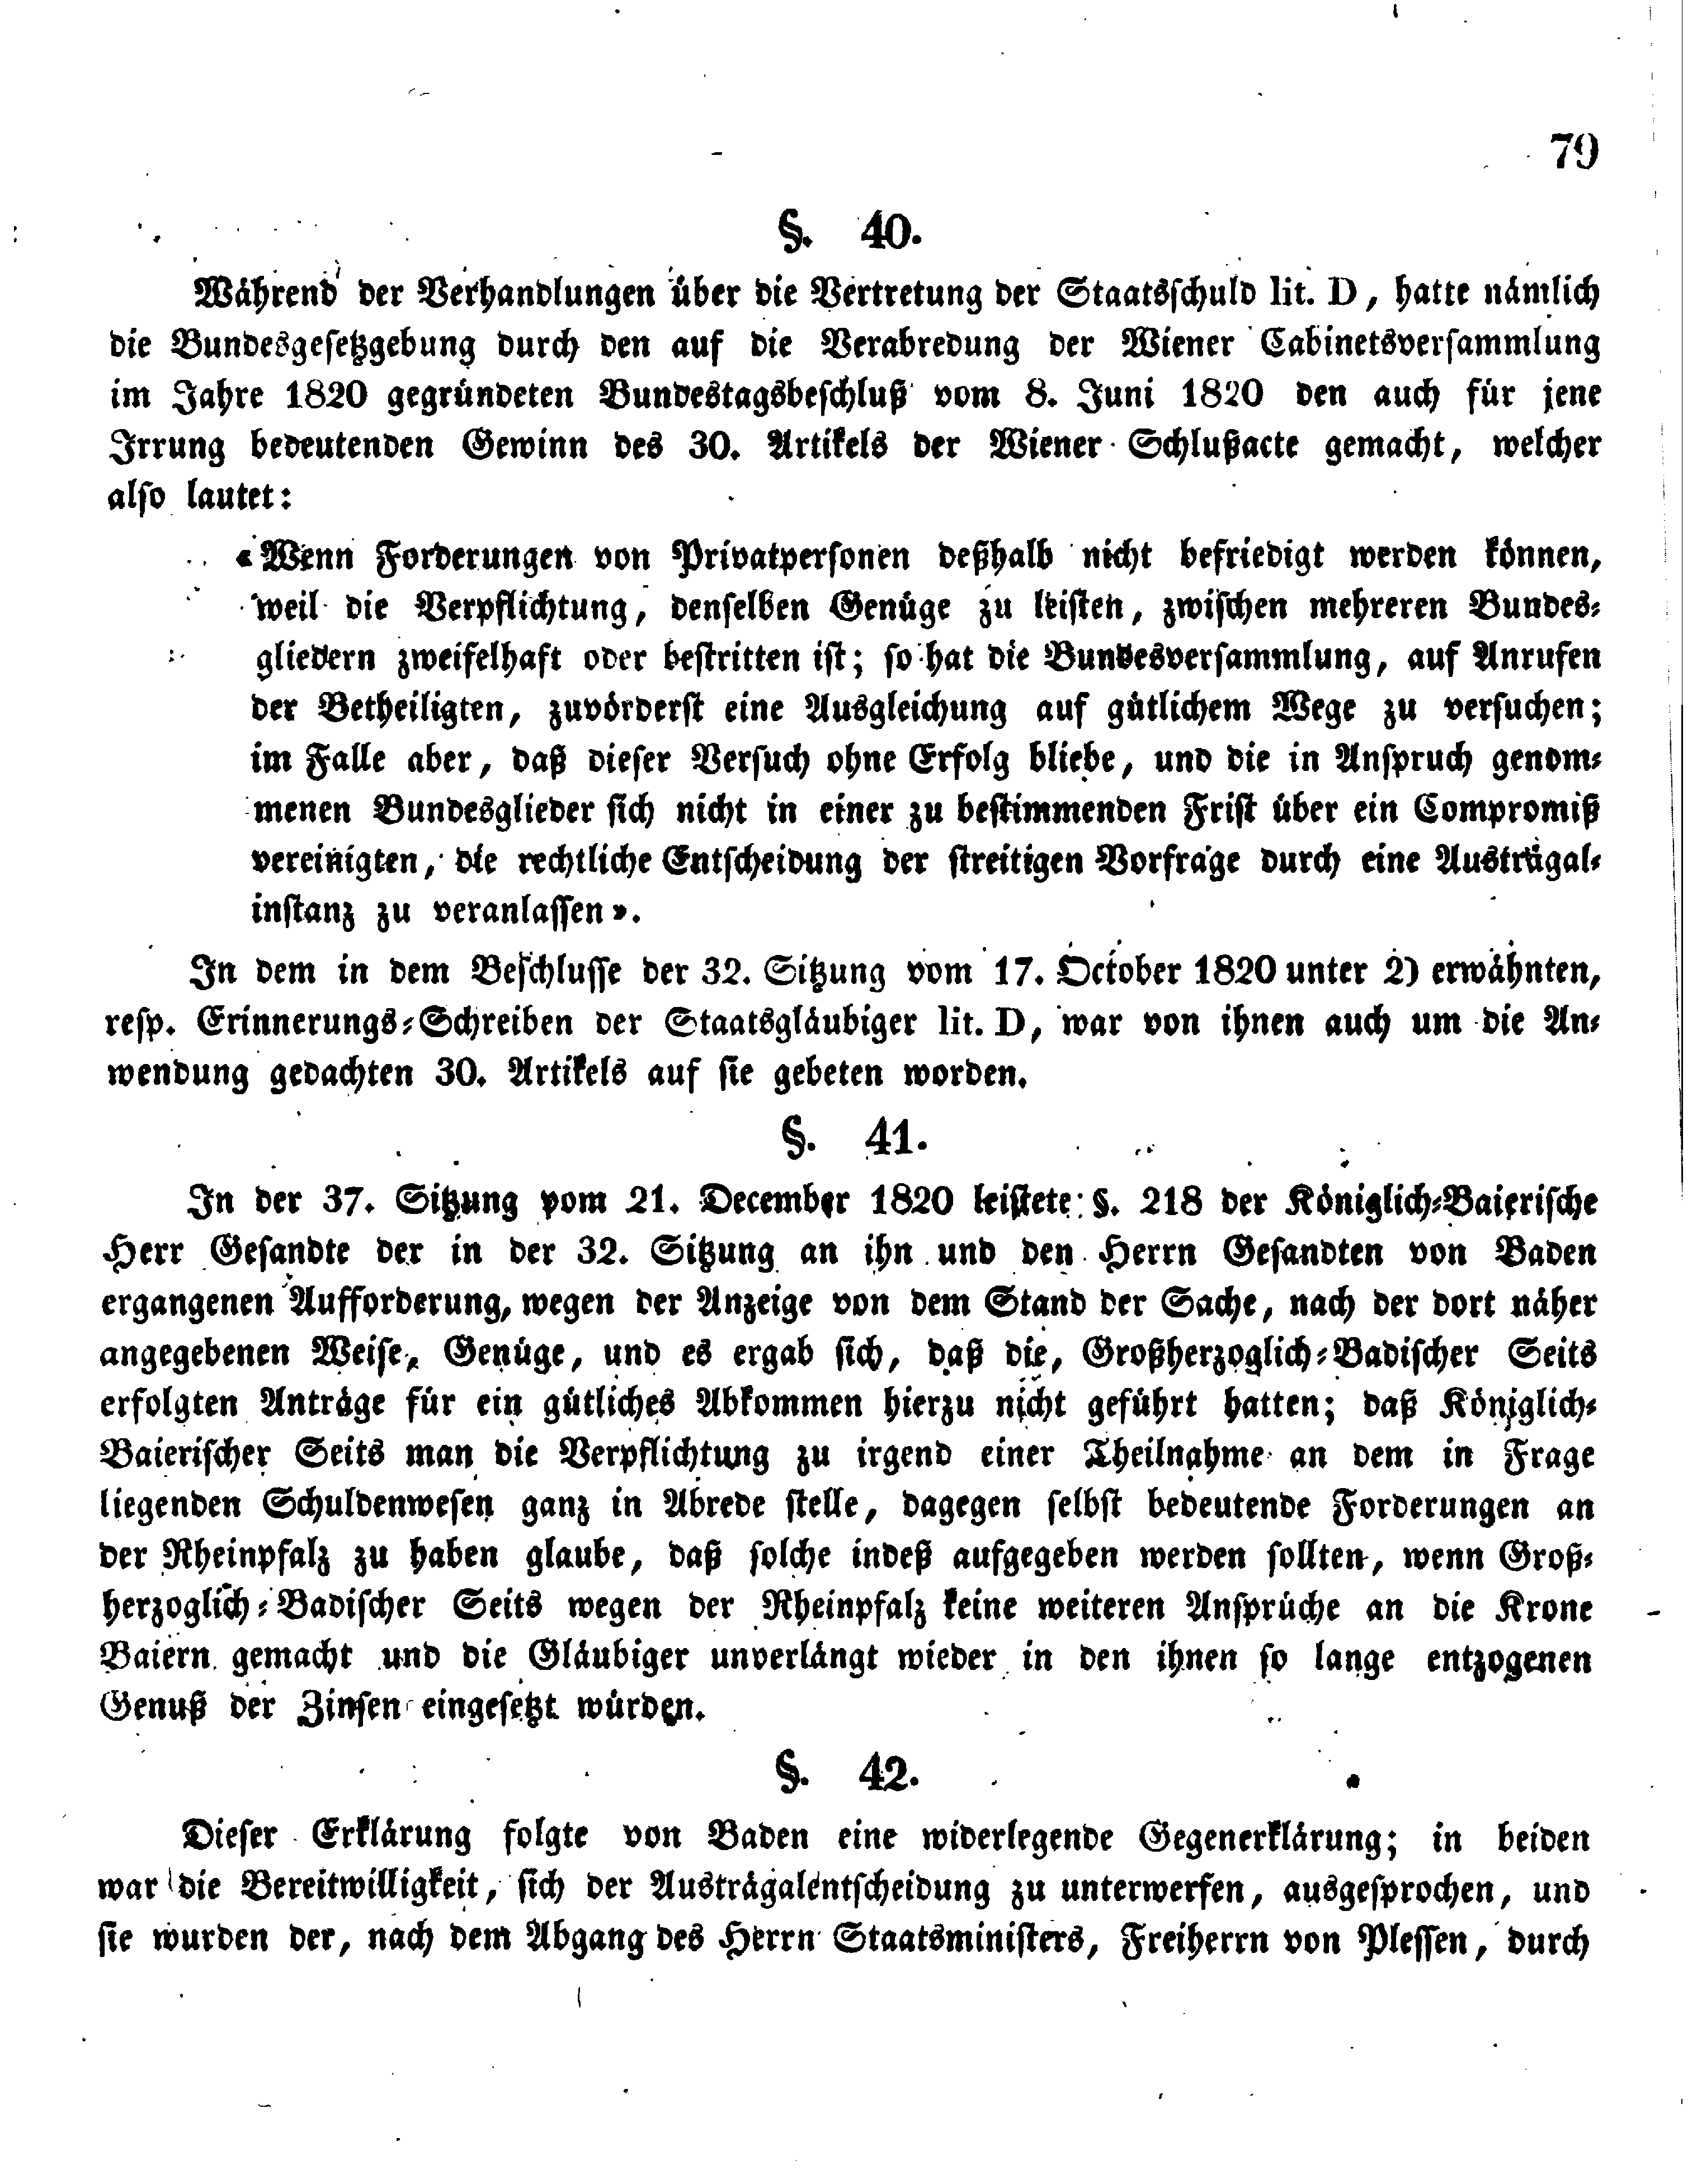 79
§. 40.
Während der Verhandlungen über die Vertretung der Staatsschuld lit. D, hatte nämlich
die Bundesgesetzgebung durch den auf die Verabredung der Wiener Cabinetsversammlung
im Jahre 1820 gegründeten Bundestagsbeschluß vom 8. Juni 1820 den auch für jene
Irrung bedeutenden Gewinn des 30. Artikels der Wiener Schlußacte gemacht, welcher
also lautet:
«Wenn Forderungen von Privatpersonen deßhalb nicht befriedigt werden können,
weil die Verpflichtung, denselben Genüge zu leisten, zwischen mehreren Bundes-
gliedern zweifelhaft oder bestritten ist; so hat die Bundesversammlung, auf Anrufen
der Betheiligten, zuvörderst eine Ausgleichung auf gütlichem Wege zu versuchen;
im Falle aber, daß dieser Versuch ohne Erfolg bliebe, und die in Anspruch genom-
menen Bundesglieder sich nicht in einer zu bestimmenden Frist über ein Compromiß
vereinigten, die rechtliche Entscheidung der streitigen Vorfrage durch eine Austrägal-
instanz zu veranlassen».
In dem in dem Beschlusse der 32. Sitzung vom 17. October 1820 unter 2) erwähnten,
resp. Erinnerungs-Schreiben der Staatsgläubiger lit. D, war von ihnen auch um die An-
wendung gedachten 30. Artikels auf sie gebeten worden.
§. 41.
In der 37. Sitzung vom 21. December 1820 leistete §. 218 der Königlich-Baierische
Herr Gesandte der in der 32. Sitzung an ihn und den Herrn Gesandten von Baden
ergangenen Aufforderung, wegen der Anzeige von dem Stand der Sache, nach der dort näher
angegebenen Weise, Genüge, und es ergab sich, daß die, Großherzoglich-Badischer Seits
erfolgten Anträge für ein gütliches Abkommen hierzu nicht geführt hatten; daß Königlich-
Baierischer Seits man die Verpflichtung zu irgend einer Theilnahme an dem in Frage
liegenden Schuldenwesen ganz in Abrede stelle, dagegen selbst bedeutende Forderungen an
der Rheinpfalz zu haben glaube, daß solche indeß aufgegeben werden sollten, wenn Groß-
herzoglich-Badischer Seits wegen der Rheinpfalz keine weiteren Ansprüche an die Krone
Baiern gemacht und die Gläubiger unverlängt wieder in den ihnen so lange entzogenen
Genuß der Zinsen eingesetzt würden.
§. 42.
Dieser Erklärung folgte von Baden eine widerlegende Gegenerklärung; in beiden
war die Bereitwilligkeit, sich der Austrägalentscheidung zu unterwerfen, ausgesprochen, und
sie wurden der, nach dem Abgang des Herrn Staatsministers, Freiherrn von Plessen, durch